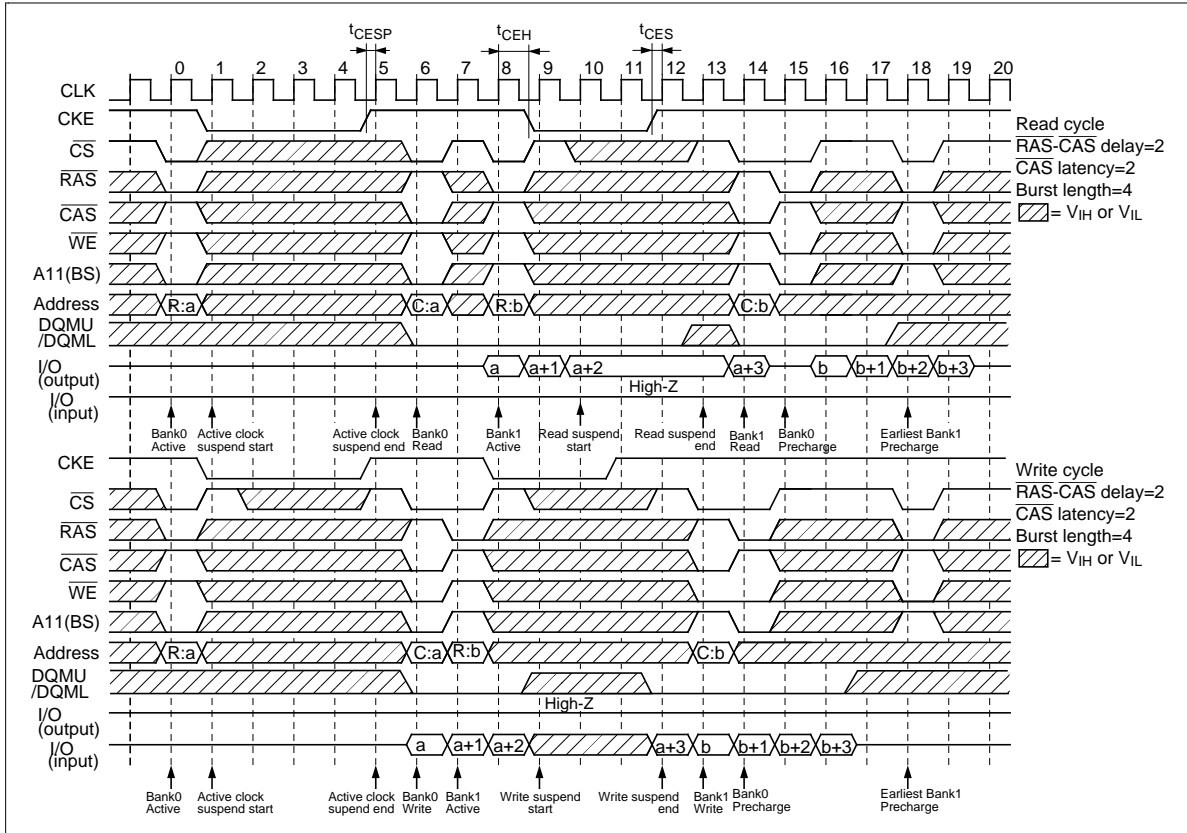 tCESP tCEH tCES
0 1 2 3 4 5 6 7 8 9 10 11 12 13 14 15 16 17 18 19 20
CLK
CKE
CS
RAS
CAS
WE
A11(BS)
Address R:a C:a R:b C:b
DQMU
/DQML
I/O
(output) a a+1 a+2 a+3 b b+1 b+2 b+3
High-Z
I/O
(input)
Bank0
Active
Active clock
suspend start
Active clock
suspend end
Bank0
Read
Bank1
Active
Read suspend
start
Read suspend
end
Bank1
Read
Bank0
Precharge
Earliest Bank1
Precharge
Read cycle
RAS-CAS delay=2
CAS latency=2
Burst length=4
= VIH or VIL
CKE
CS
RAS
CAS
WE
A11(BS)
Address R:a C:a R:b C:b
DQMU
/DQML
High-Z
I/O
(output)
I/O
(input) a a+1 a+2 a+3 b b+1 b+2 b+3
Bank0
Active
Active clock
suspend start
Active clock
supend end
Bank0
Write
Bank1
Active
Write suspend
start
Write suspend
end
Bank1
Write
Bank0
Precharge
Earliest Bank1
Precharge
Write cycle
RAS-CAS delay=2
CAS latency=2
Burst length=4
= VIH or VIL